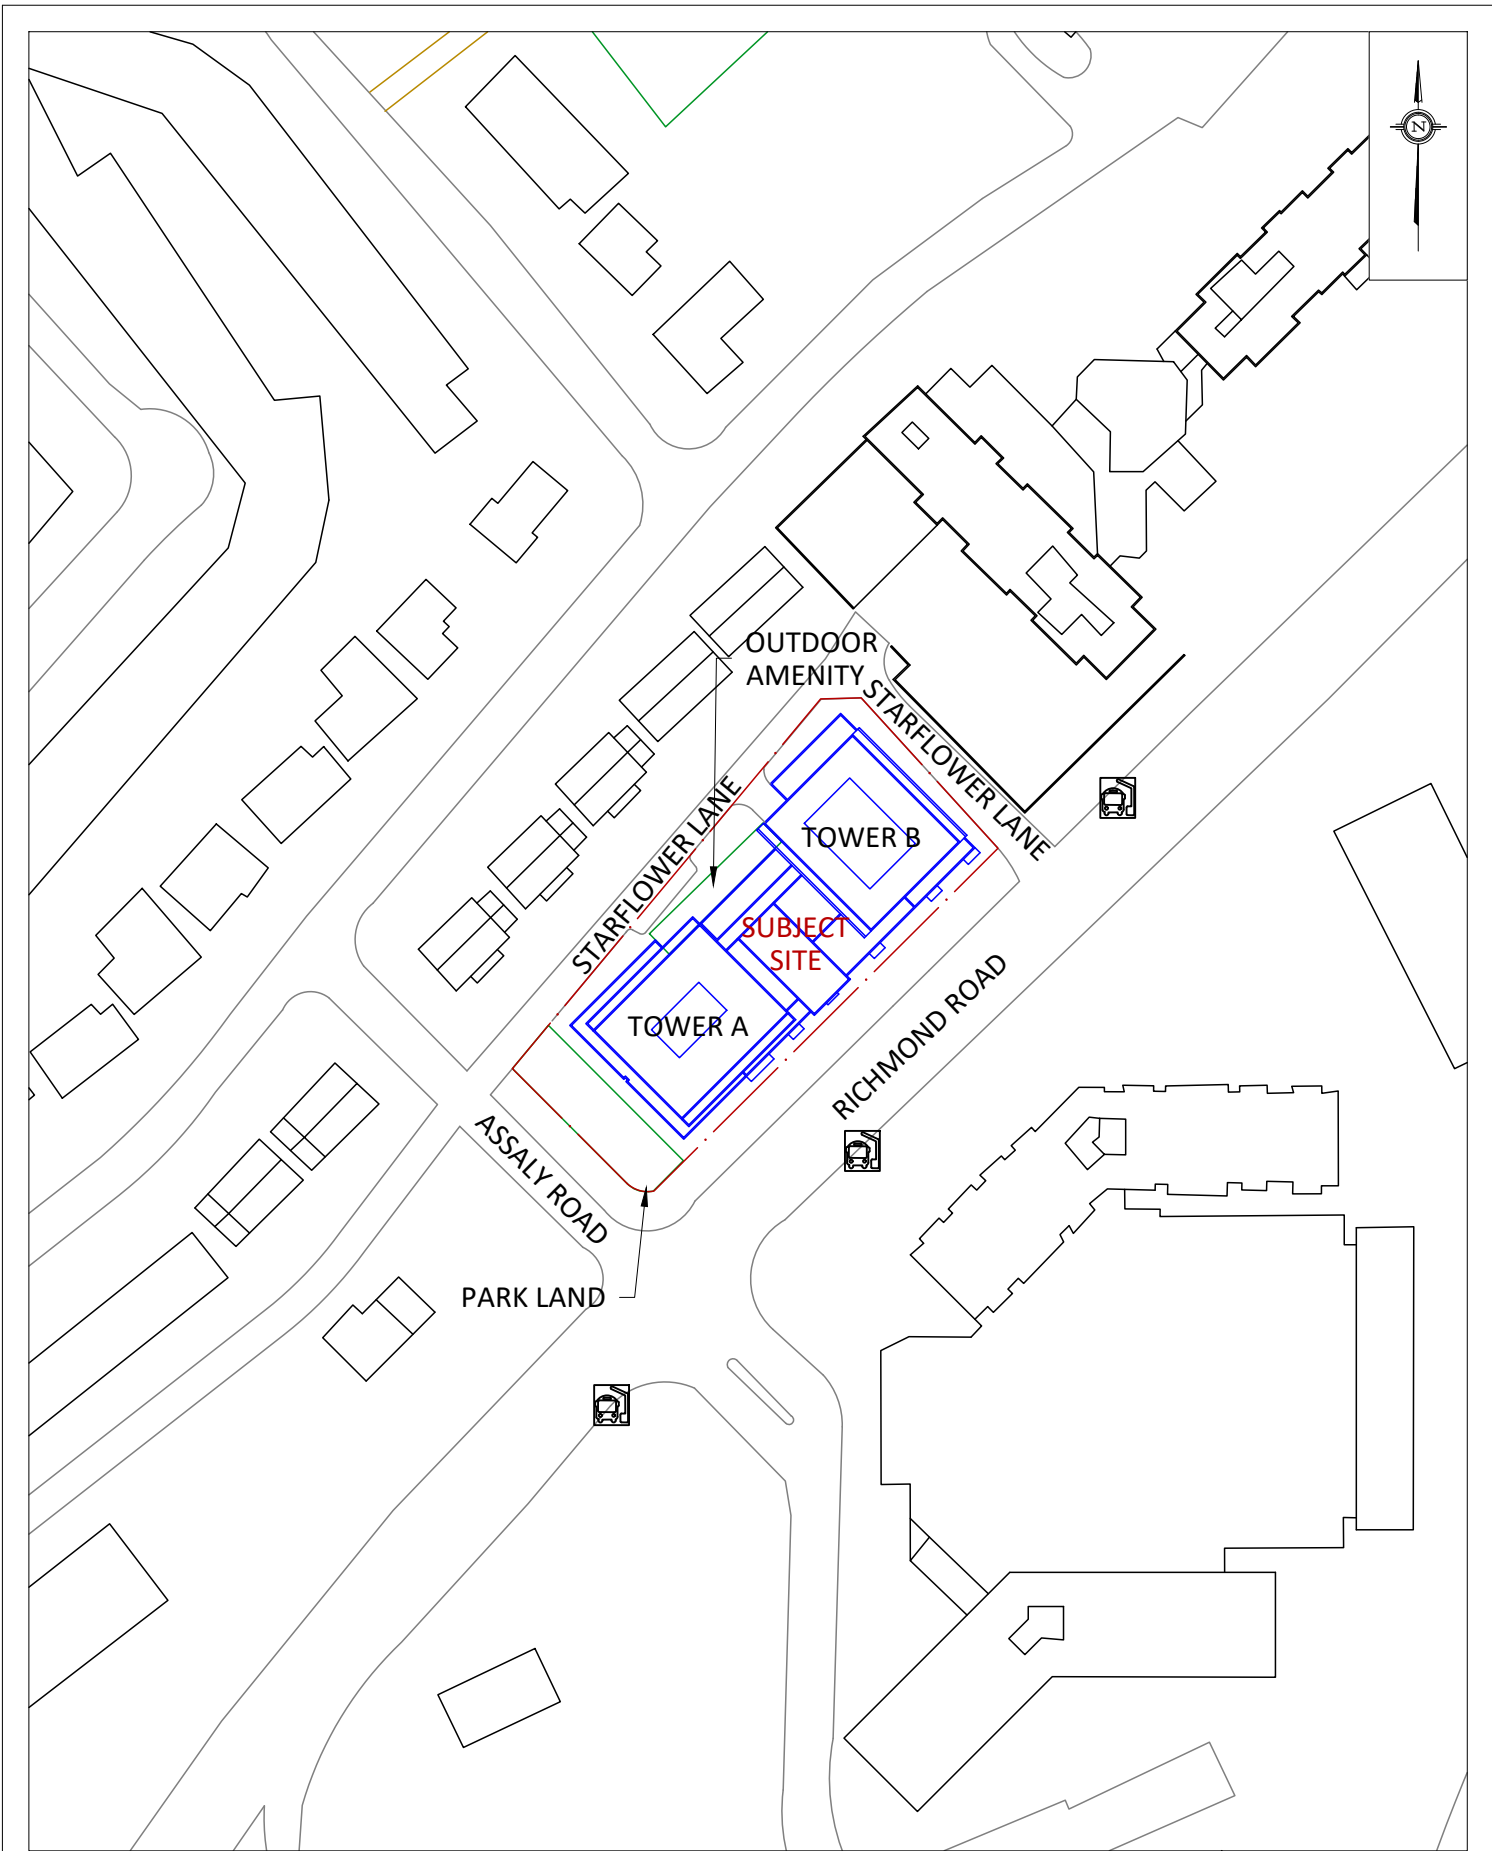 N
OUTDOOR
AMENITY
STARFLOWER LANE
STARFLOWER LANE
TOWER B
SUBJECT
SITE
TOWER A
RICHMOND ROAD
ASSALY ROAD
PARK LAND